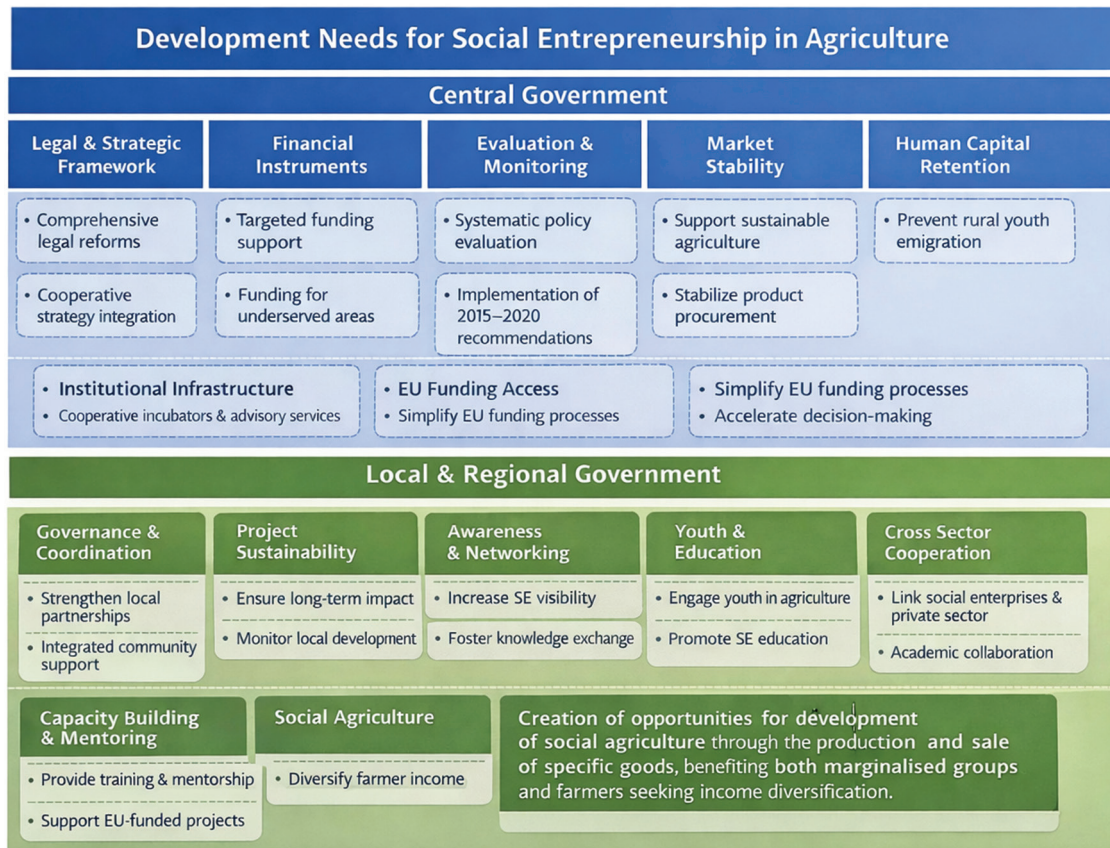 Development Needs for Social Entrepreneurship in Agriculture
Central Government
Legal & Strategic
Framework
• Comprehensive
legal reforms
• Cooperative
strategy integration
Financial
Instruments
• Targeted funding
support
• Funding for
underserved areas
Evaluation &
Monitoring
• Systematic policy
evaluation
• Implementation of
2015–2020
recommendations
Market
Stability
• Support sustainable
agriculture
• Stabilize product
procurement
Human Capital
Retention
• Prevent rural youth
emigration
• Institutional Infrastructure
• Cooperative incubators & advisory services
• EU Funding Access
• Simplify EU funding processes
• Simplify EU funding processes
• Accelerate decision-making
Local & Regional Government
Governance &
Coordination
• Strengthen local
partnerships
• Integrated community
support
Project
Sustainability
• Ensure long-term impact
• Monitor local development
Awareness
& Networking
• Increase SE visibility
• Foster knowledge exchange
Youth &
Education
• Engage youth in agriculture
• Promote SE education
Cross Sector
Cooperation
• Link social enterprises &
private sector
• Academic collaboration
Capacity Building
& Mentoring
• Provide training & mentorship
• Support EU-funded projects
Social Agriculture
• Diversify farmer income
Creation of opportunities for development
of social agriculture through the production and sale
of specific goods, benefiting both marginalised groups
and farmers seeking income diversification.